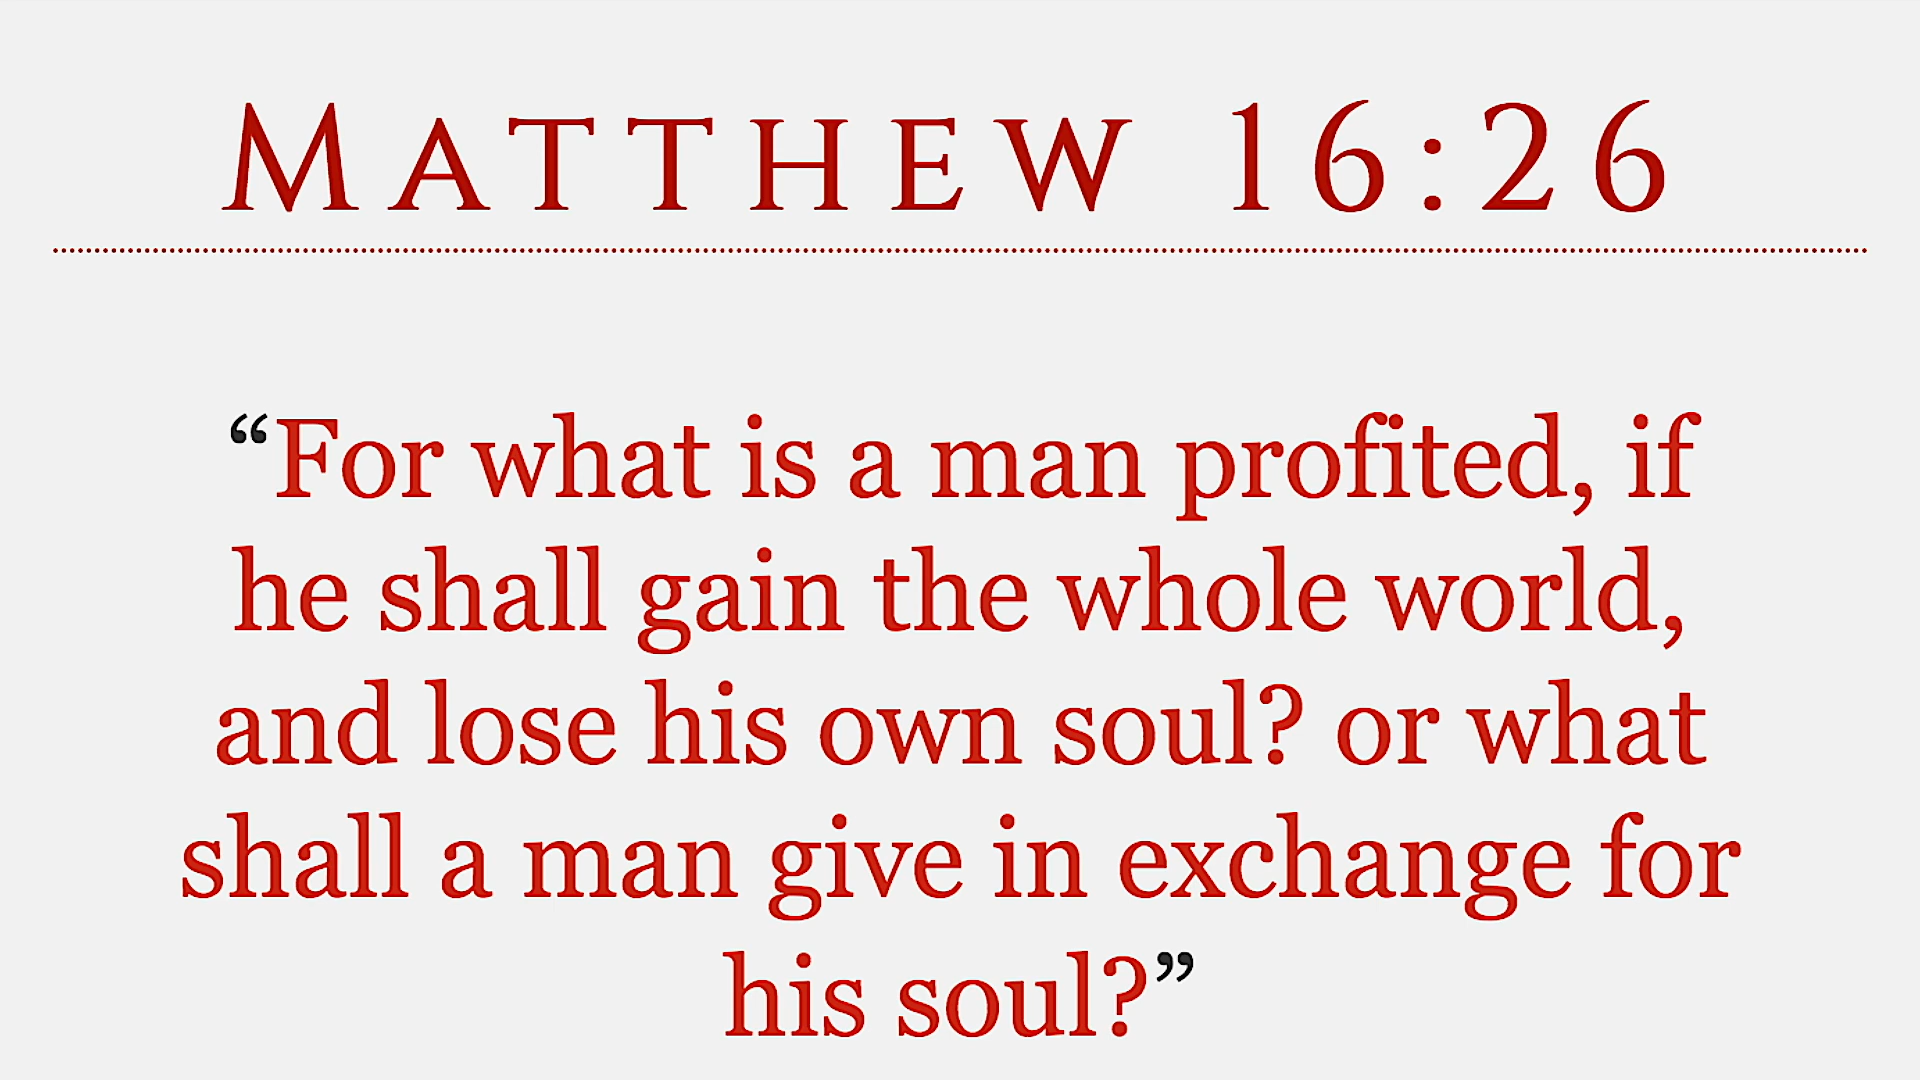 MATTHEW 16:26
“For what is a man profited, if
he shall gain the whole world,
and lose his own soul? or what
shall a man give in exchange for
his soul?”